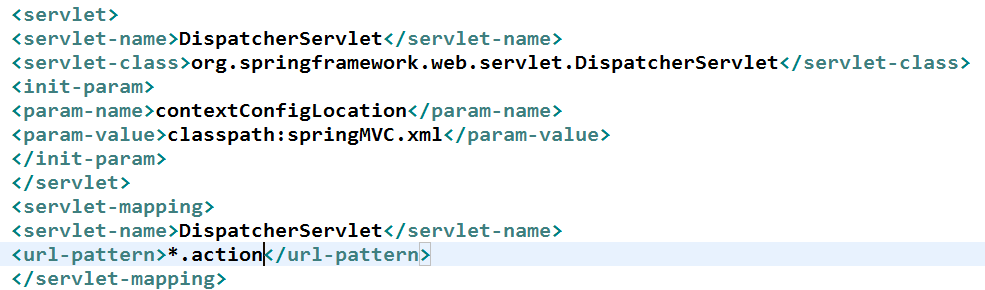 <servlet>
<servlet-name>DispatcherServlet</servlet-name>
<servlet-class>org.springframework.web.servlet.DispatcherServlet</servlet-class>
<init-param>
<param-name>contextConfigLocation</param-name>
<param-value>classpath:springMVC.xml</param-value>
</init-param>
</servlet>
<servlet-mapping>
<servlet-name>DispatcherServlet</servlet-name>
<url-pattern>*.action</url-pattern>
</servlet-mapping>